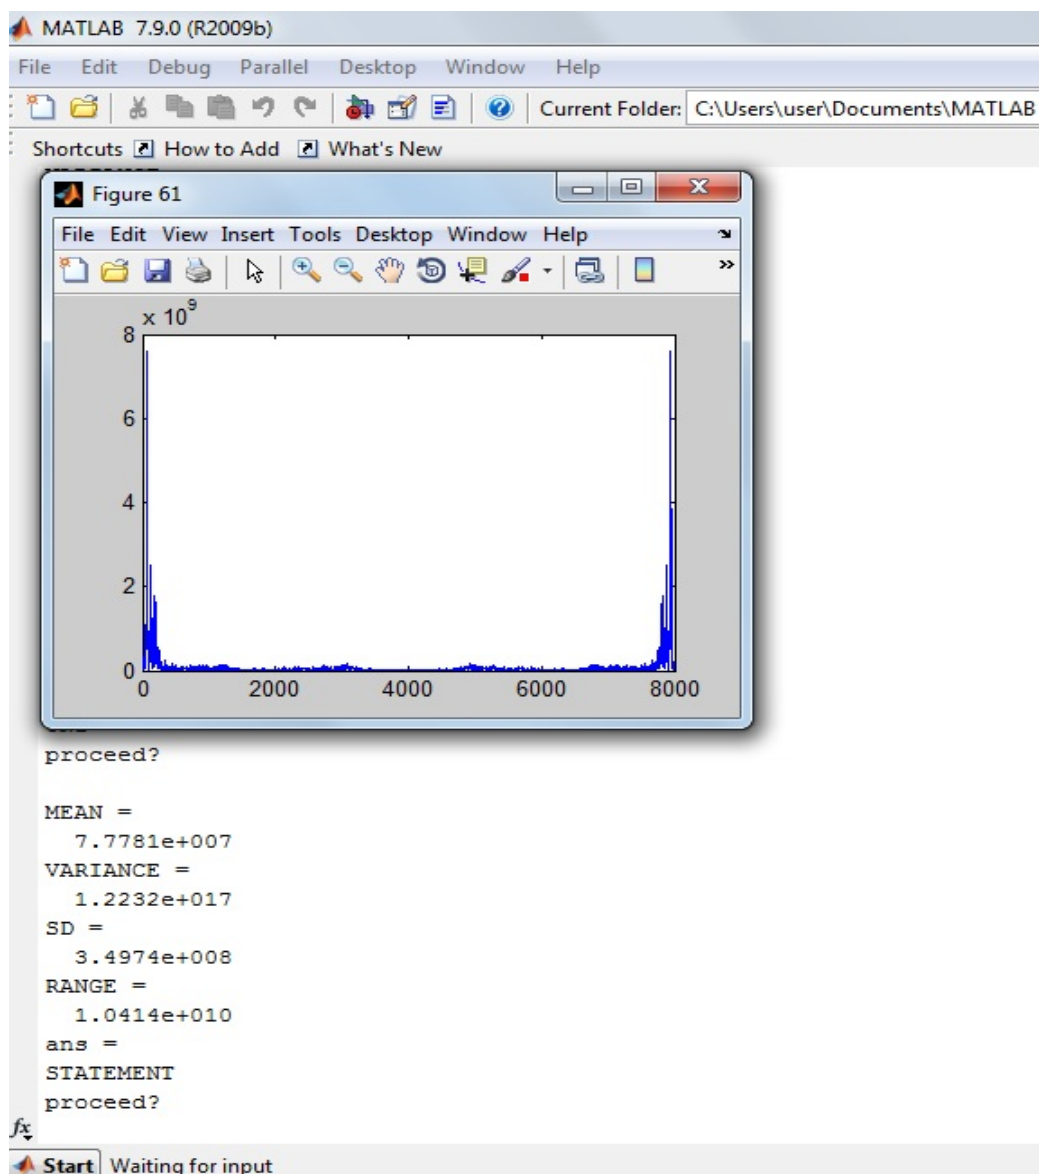 MATLAB 7.9.0 (R2009b)
File Edit Debug Parallel Desktop Window Help
Current Folder: C:\Users\user\Documents\MATLAB
Shortcuts How to Add What's New
Figure 61
File Edit View Insert Tools Desktop Window Help
x 10^9
8
6
4
2
0
0 2000 4000 6000 8000
proceed?
MEAN =
7.7781e+007
VARIANCE =
1.2232e+017
SD =
3.4974e+008
RANGE =
1.0414e+010
ans =
STATEMENT
proceed?
fx
Start Waiting for input